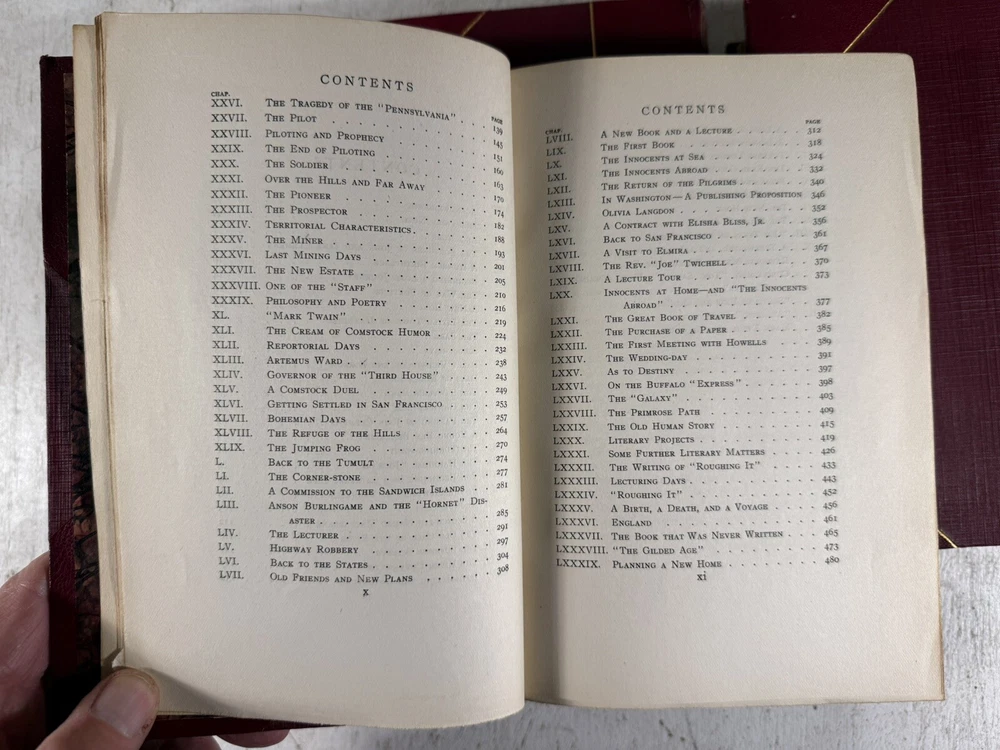 CONTENTS
CHAP.
PAGE
XXVI. The Tragedy of the "Pennsylvania" . . 139
XXVII. The Pilot . . . . . . . . . . 145
XXVIII. Piloting and Prophecy . . . . . . . 151
XXIX. The End of Piloting . . . . . . . 160
XXX. The Soldier . . . . . . . . . 163
XXXI. Over the Hills and Far Away . . . . 170
XXXII. The Pioneer . . . . . . . . . 174
XXXIII. The Prospector . . . . . . . . 182
XXXIV. Territorial Characteristics . . . . . 188
XXXV. The Miner . . . . . . . . . 193
XXXVI. Last Mining Days . . . . . . . . 201
XXXVII. The New Estate . . . . . . . . 205
XXXVIII. One of the "Staff" . . . . . . . 210
XXXIX. Philosophy and Poetry . . . . . . 216
XL. "Mark Twain" . . . . . . . . . 219
XLI. The Cream of Comstock Humor . . . . 224
XLII. Reportorial Days . . . . . . . . 232
XLIII. Artemus Ward . . . . . . . . . 238
XLIV. Governor of the "Third House" . . . . 243
XLV. A Comstock Duel . . . . . . . . 249
XLVI. Getting Settled in San Francisco . . . . 253
XLVII. Bohemian Days . . . . . . . . 257
XLVIII. The Refuge of the Hills . . . . . . 264
XLIX. The Jumping Frog . . . . . . . . 270
L. Back to the Tumult . . . . . . . 274
LI. The Corner-stone . . . . . . . . 277
LII. A Commission to the Sandwich Islands . . 281
LIII. Anson Burlingame and the "Hornet" Dis-
aster . . . . . . . . . . . 285
LIV. The Lecturer . . . . . . . . . 291
LV. Highway Robbery . . . . . . . . 297
LVI. Back to the States . . . . . . . 304
LVII. Old Friends and New Plans . . . . . 308
x
CONTENTS
CHAP.
PAGE
LVIII. A New Book and a Lecture . . . . . . 312
LIX. The First Book . . . . . . . . . 318
LX. The Innocents at Sea . . . . . . . 324
LXI. The Innocents Abroad . . . . . . . 332
LXII. The Return of the Pilgrims . . . . . 340
LXIII. In Washington—A Publishing Proposition 346
LXIV. Olivia Langdon . . . . . . . . . 352
LXV. A Contract with Elisha Bliss, Jr. . . . 356
LXVI. Back to San Francisco . . . . . . . 361
LXVII. A Visit to Elmira . . . . . . . . 367
LXVIII. The Rev. "Joe" Twichell . . . . . . 370
LXIX. A Lecture Tour . . . . . . . . . 373
LXX. Innocents at Home—and "The Innocents
Abroad" . . . . . . . . . . . 377
LXXI. The Great Book of Travel . . . . . . 382
LXXII. The Purchase of a Paper . . . . . . 385
LXXIII. The First Meeting with Howells . . . . 389
LXXIV. The Wedding-day . . . . . . . . 391
LXXV. As to Destiny . . . . . . . . . 397
LXXVI. On the Buffalo "Express" . . . . . . 398
LXXVII. The "Galaxy" . . . . . . . . . 403
LXXVIII. The Primrose Path . . . . . . . . 409
LXXIX. The Old Human Story . . . . . . . 415
LXXX. Literary Projects . . . . . . . . 419
LXXXI. Some Further Literary Matters . . . . 426
LXXXII. The Writing of "Roughing It" . . . . 433
LXXXIII. Lecturing Days . . . . . . . . . 443
LXXXIV. "Roughing It" . . . . . . . . . 452
LXXXV. A Birth, a Death, and a Voyage . . . . 456
LXXXVI. England . . . . . . . . . . . 461
LXXXVII. The Book that Was Never Written . . . 465
LXXXVIII. "The Gilded Age" . . . . . . . . 473
LXXXIX. Planning a New Home . . . . . . . 480
xi